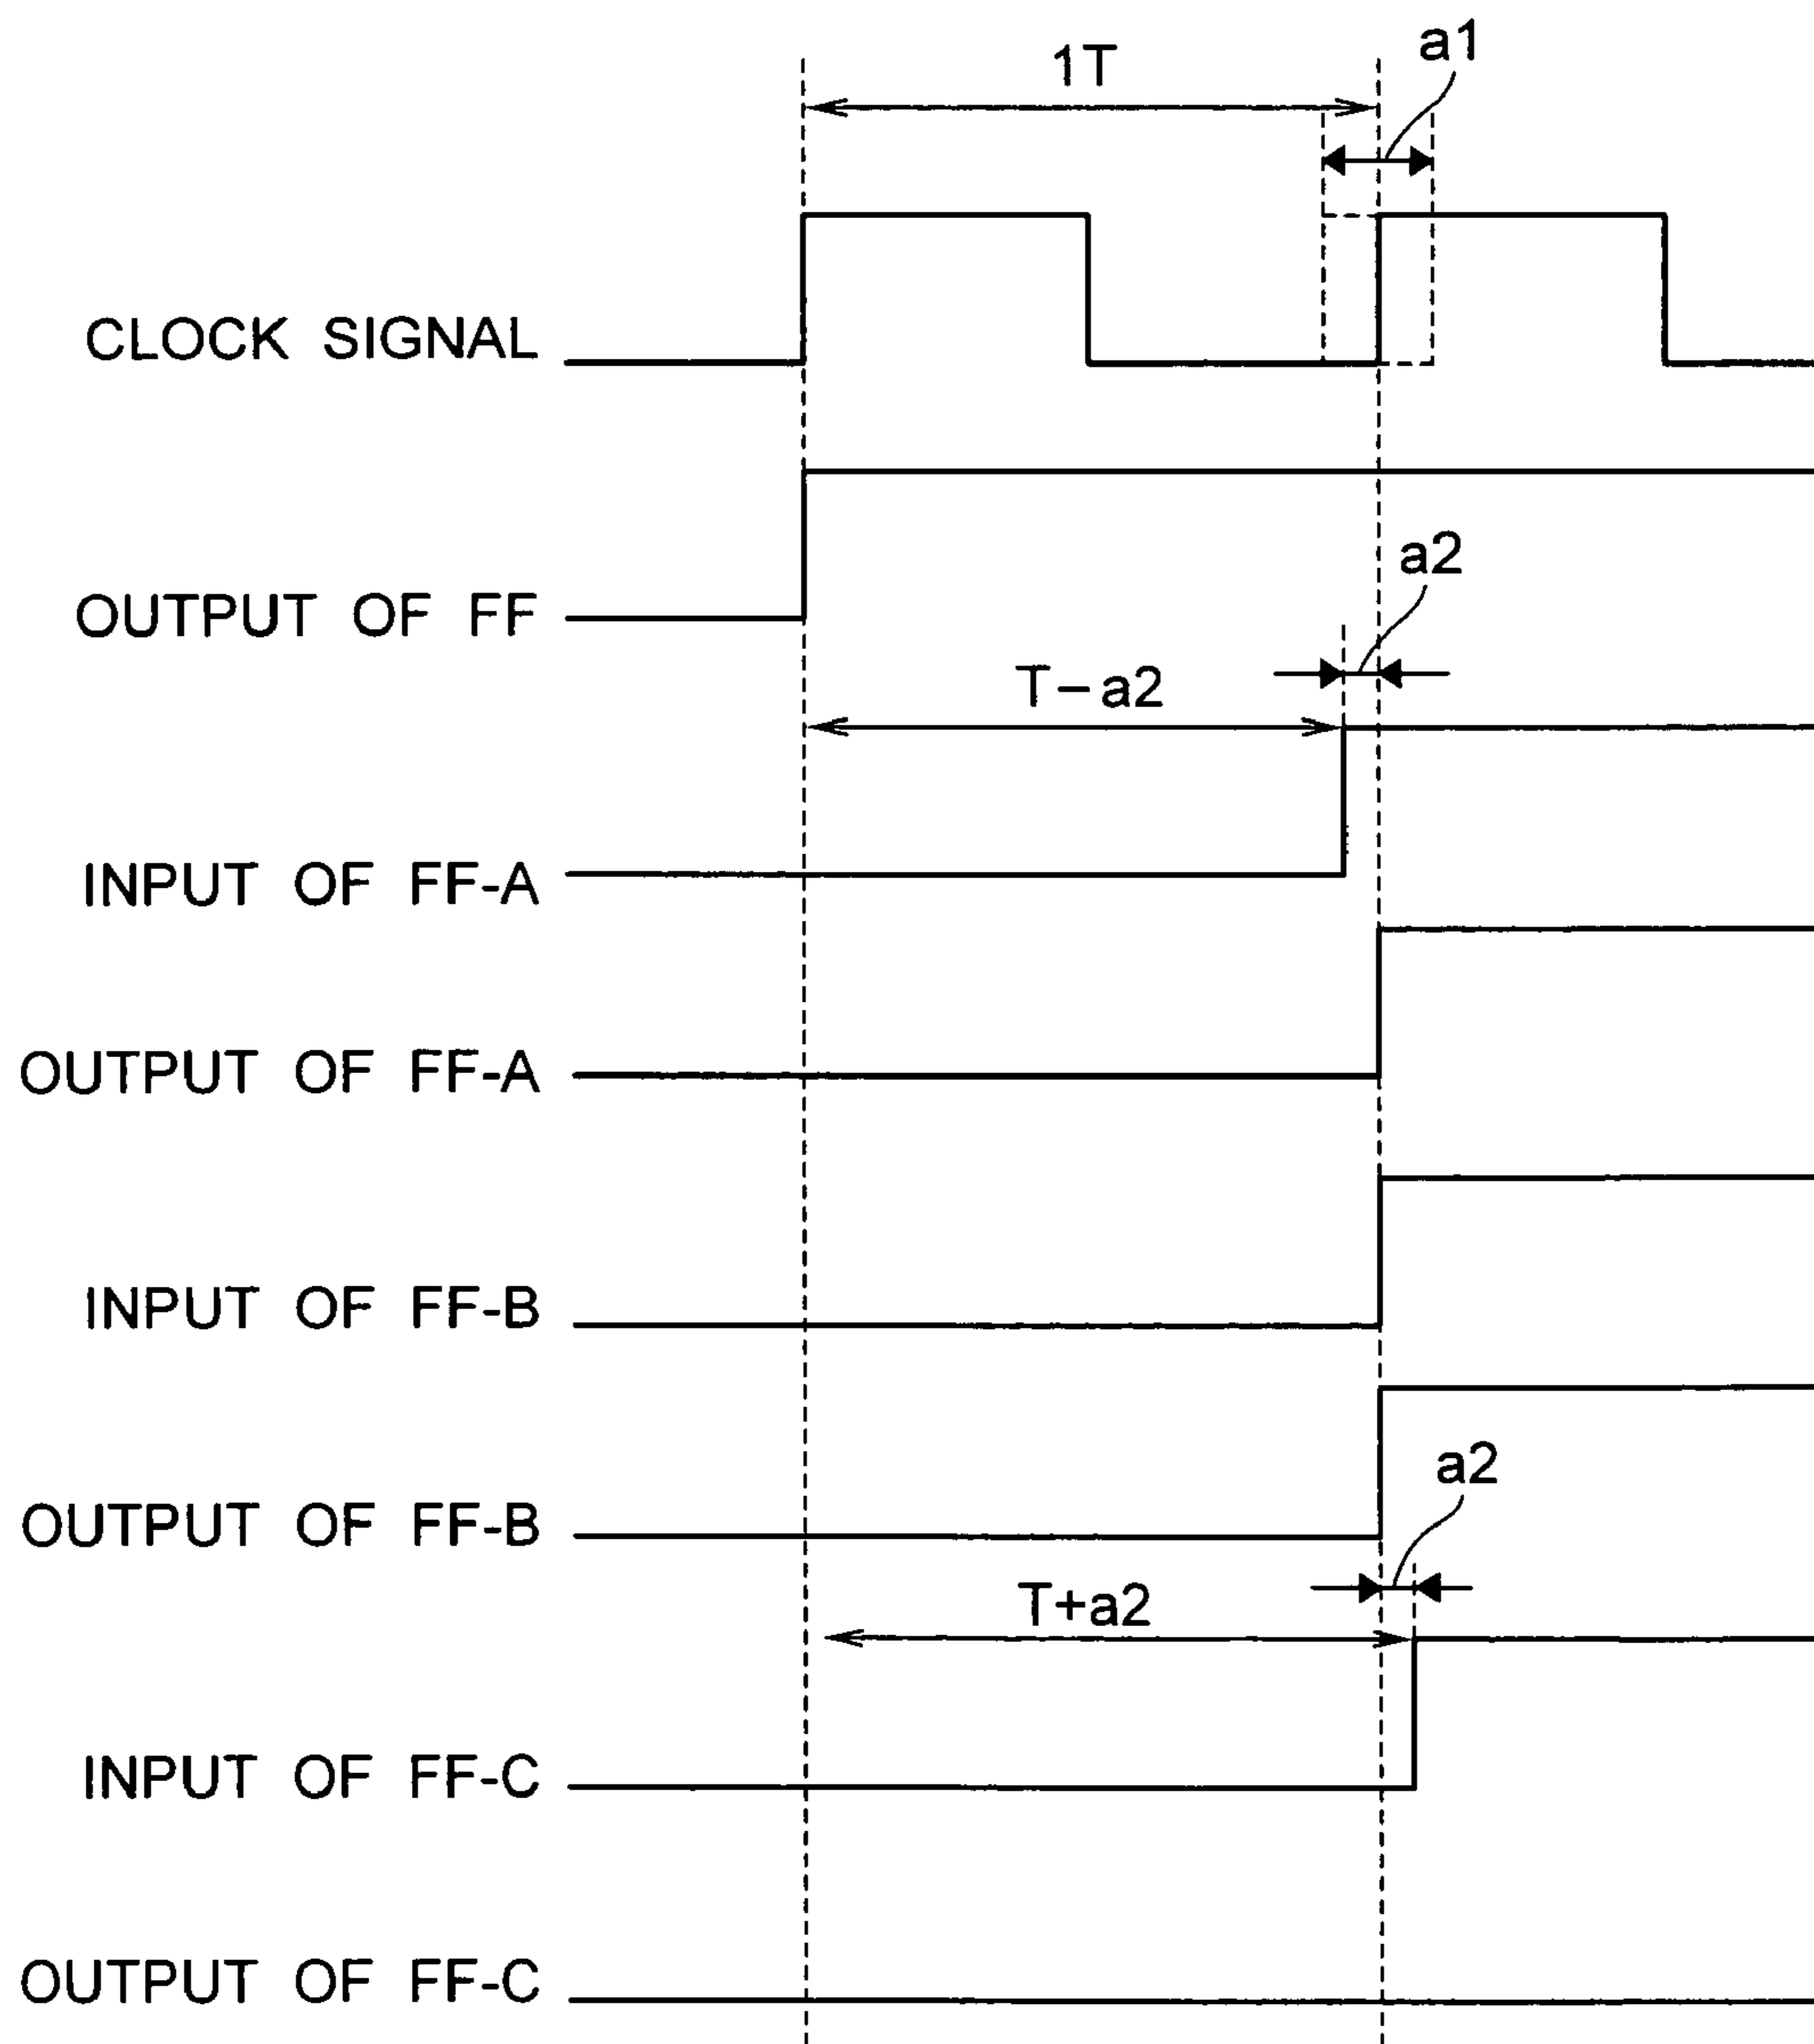 a1
1T
CLOCK SIGNAL
a2
OUTPUT OF FF
T-a2
INPUT OF FF-A
OUTPUT OF FF-A
INPUT OF FF-B
a2
OUTPUT OF FF-B
T+a2
INPUT OF FF-C
OUTPUT OF FF-C